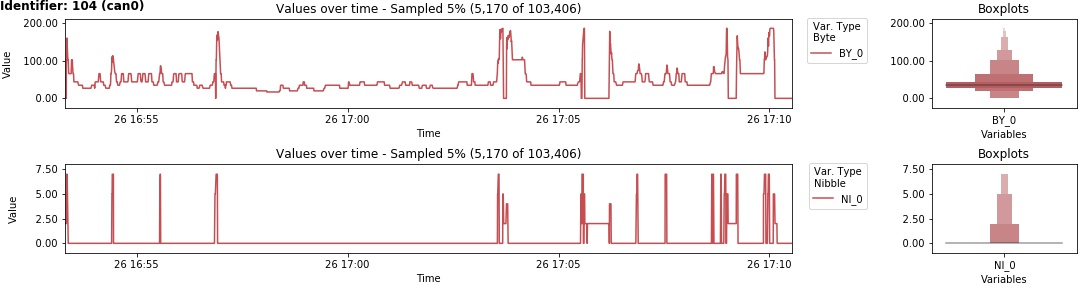 Identifier: 104 (can0)
Values over time - Sampled 5% (5,170 of 103,406)
Value
200.00
100.00
0.00
26 16:55
26 17:00
26 17:05
26 17:10
Time
Var. Type
Byte
BY_0
Boxplots
200.00
100.00
0.00
BY_0
Variables
Values over time - Sampled 5% (5,170 of 103,406)
Value
7.50
5.00
2.50
0.00
26 16:55
26 17:00
26 17:05
26 17:10
Time
Var. Type
Nibble
NI_0
Boxplots
7.50
5.00
2.50
0.00
NI_0
Variables